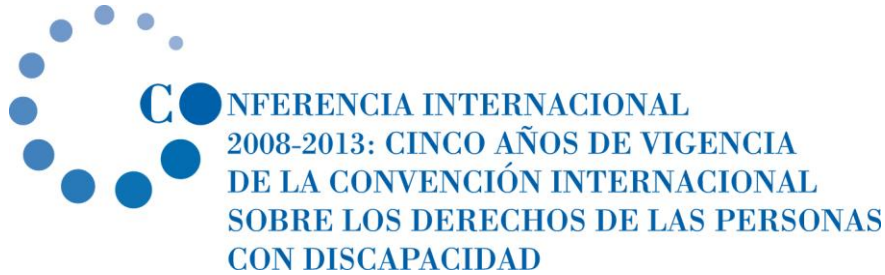 CONFERENCIA INTERNACIONAL
2008-2013: CINCO AÑOS DE VIGENCIA
DE LA CONVENCIÓN INTERNACIONAL
SOBRE LOS DERECHOS DE LAS PERSONAS
CON DISCAPACIDAD